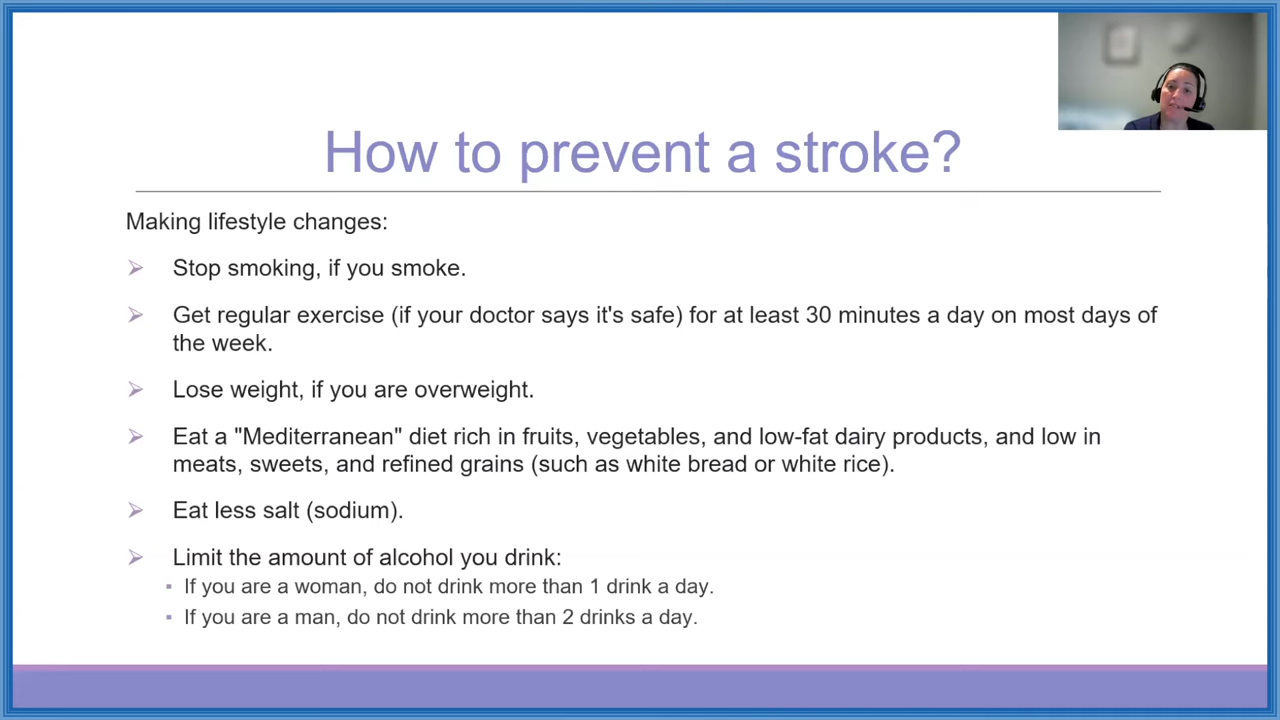 How to prevent a stroke?
Making lifestyle changes:
Stop smoking, if you smoke.
Get regular exercise (if your doctor says it's safe) for at least 30 minutes a day on most days of
the week.
Lose weight, if you are overweight.
Eat a "Mediterranean" diet rich in fruits, vegetables, and low-fat dairy products, and low in
meats, sweets, and refined grains (such as white bread or white rice).
Eat less salt (sodium).
Limit the amount of alcohol you drink:
If you are a woman, do not drink more than 1 drink a day.
If you are a man, do not drink more than 2 drinks a day.